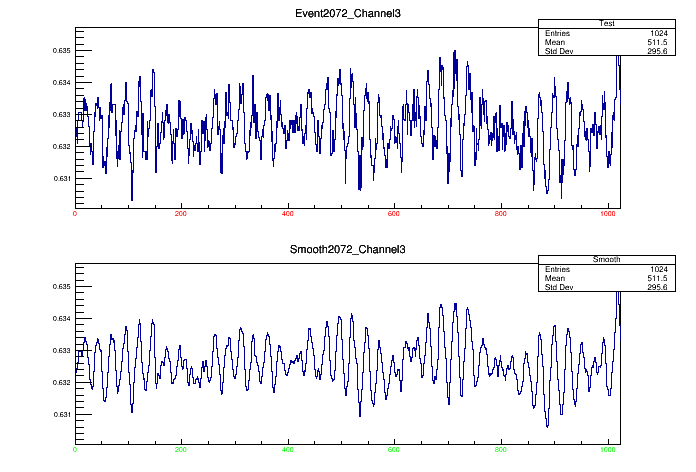 Event2072_Channel3
Test
Entries 1024
Mean 511.5
Std Dev 295.6
0.635
0.634
0.633
0.632
0.631
0 200 400 600 800 1000
Smooth2072_Channel3
Smooth
Entries 1024
Mean 511.5
Std Dev 295.6
0.635
0.634
0.633
0.632
0.631
0 200 400 600 800 1000